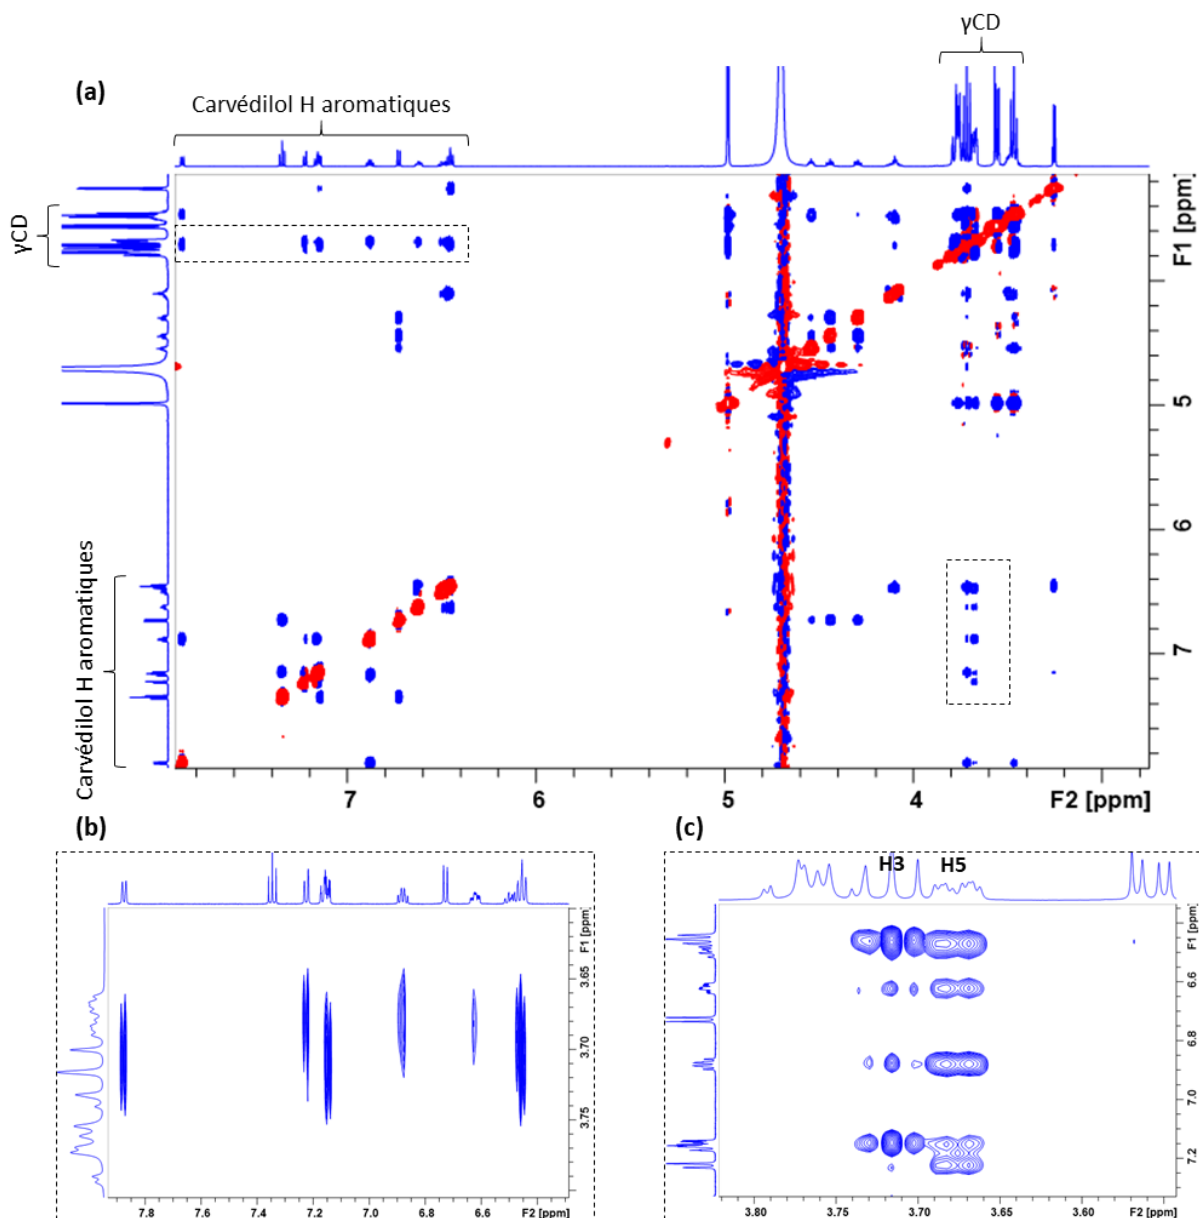 γCD
(a)
Carvédilol H aromatiques
γCD
F1 [ppm]
5
6
7
Carvédilol H aromatiques
7
6
5
4
F2 [ppm]
(b)
(c)
F1 [ppm]
3.65
3.70
3.75
7.8
7.6
7.4
7.2
7.0
6.8
6.6
F2 [ppm]
H3
H5
F1 [ppm]
6.6
6.8
7.0
7.2
3.80
3.75
3.70
3.65
3.60
F2 [ppm]